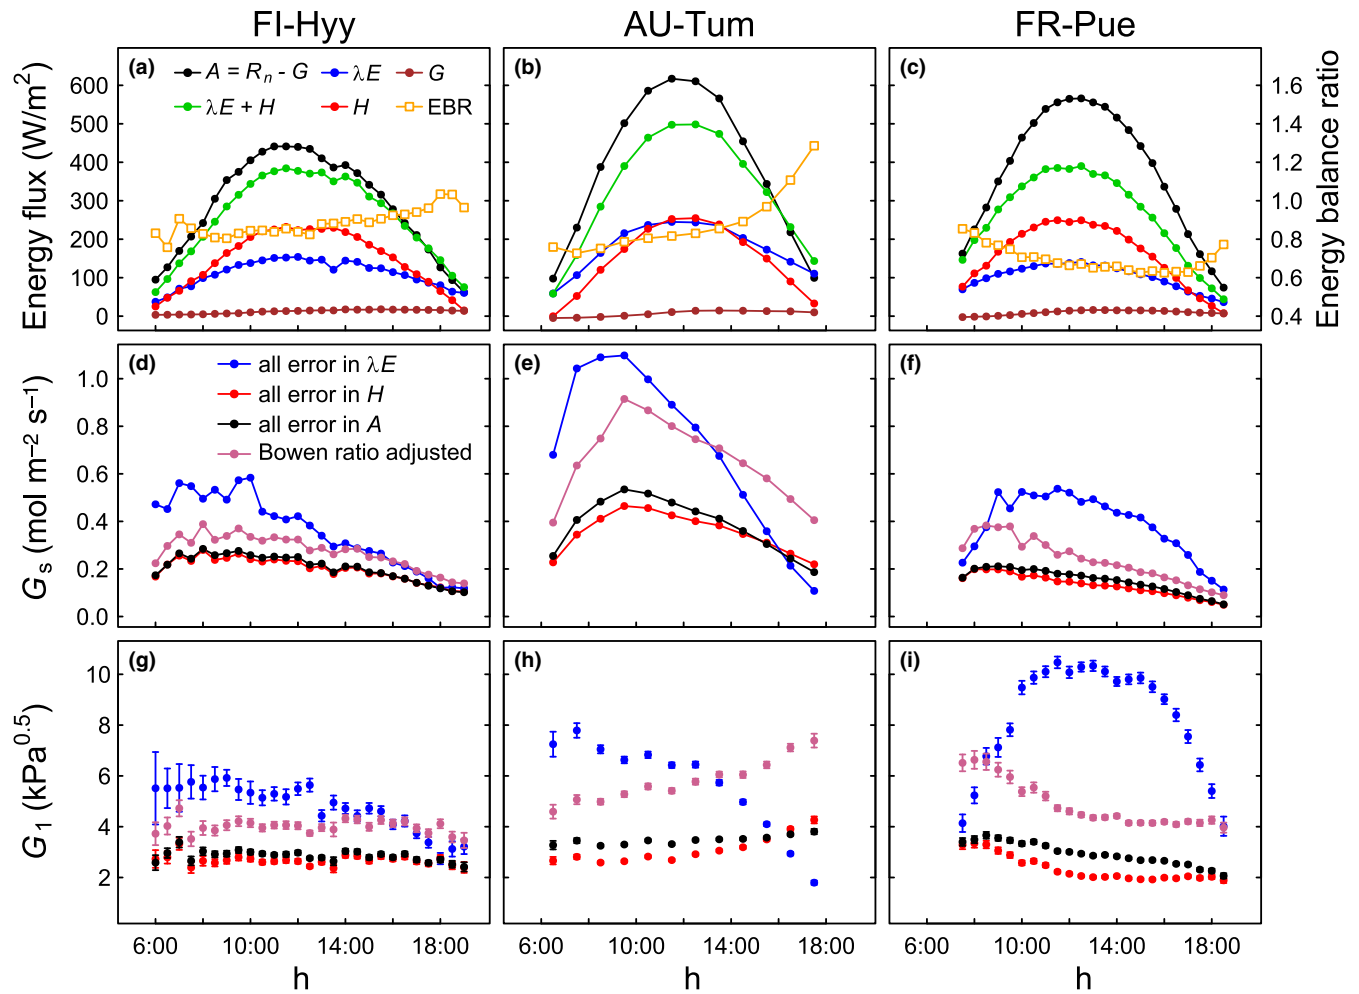 FI-Hyy AU-Tum FR-Pue
(a) A = Rn - G λE G
λE + H H EBR
(b)
(c)
Energy flux (W/m²)
600
500
400
300
200
100
0
Energy balance ratio
1.6
1.4
1.2
1.0
0.8
0.6
0.4
(d) all error in λE
all error in H
all error in A
Bowen ratio adjusted
(e)
(f)
Gs (mol m⁻² s⁻¹)
1.0
0.8
0.6
0.4
0.2
0.0
(g)
(h)
(i)
G1 (kPa⁰·⁵)
10
8
6
4
2
6:00 10:00 14:00 18:00
6:00 10:00 14:00 18:00
6:00 10:00 14:00 18:00
h h h